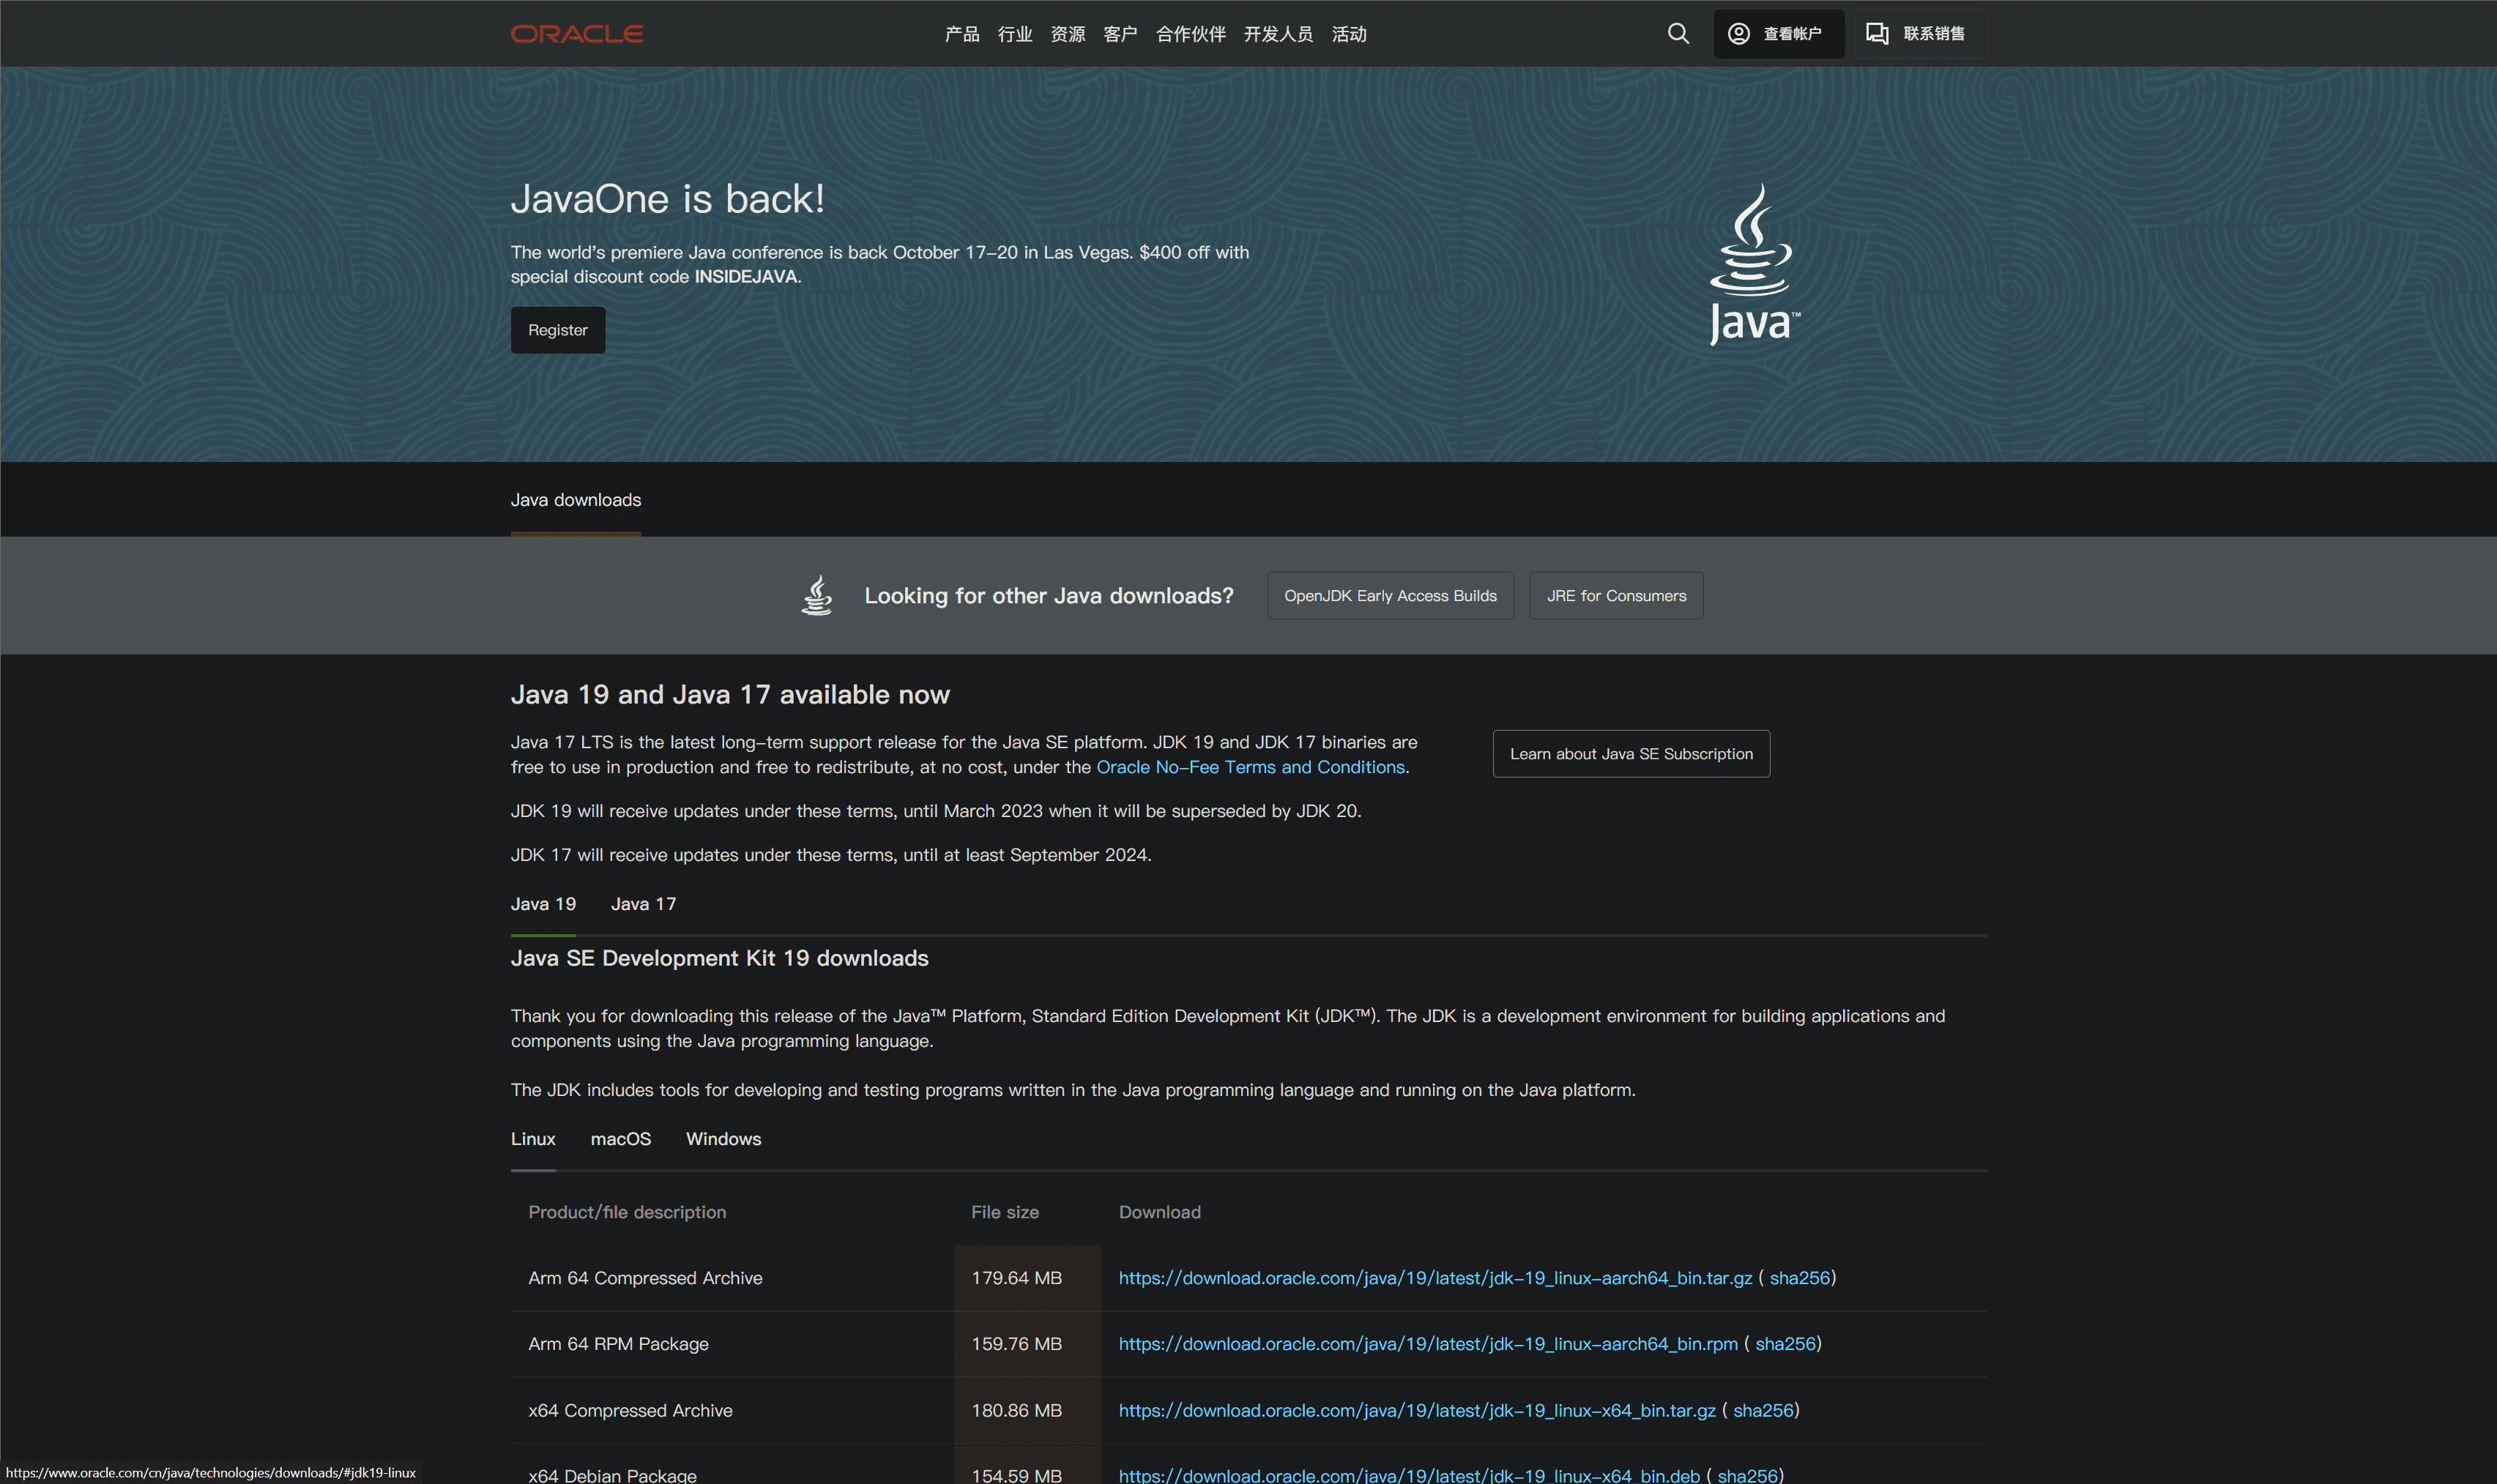 ORACLE
产品 行业 资源 客户 合作伙伴 开发人员 活动
查看帐户
联系销售
JavaOne is back!
The world's premiere Java conference is back October 17-20 in Las Vegas. $400 off with
special discount code INSIDEJAVA.
Register
Java™
Java downloads
Looking for other Java downloads?
OpenJDK Early Access Builds
JRE for Consumers
Java 19 and Java 17 available now
Java 17 LTS is the latest long-term support release for the Java SE platform. JDK 19 and JDK 17 binaries are
free to use in production and free to redistribute, at no cost, under the Oracle No-Fee Terms and Conditions.
Learn about Java SE Subscription
JDK 19 will receive updates under these terms, until March 2023 when it will be superseded by JDK 20.
JDK 17 will receive updates under these terms, until at least September 2024.
Java 19 Java 17
Java SE Development Kit 19 downloads
Thank you for downloading this release of the Java™ Platform, Standard Edition Development Kit (JDK™). The JDK is a development environment for building applications and
components using the Java programming language.
The JDK includes tools for developing and testing programs written in the Java programming language and running on the Java platform.
Linux macOS Windows
Product/file description File size Download
Arm 64 Compressed Archive 179.64 MB https://download.oracle.com/java/19/latest/jdk-19_linux-aarch64_bin.tar.gz ( sha256)
Arm 64 RPM Package 159.76 MB https://download.oracle.com/java/19/latest/jdk-19_linux-aarch64_bin.rpm ( sha256)
x64 Compressed Archive 180.86 MB https://download.oracle.com/java/19/latest/jdk-19_linux-x64_bin.tar.gz ( sha256)
x64 Debian Package 154.59 MB https://download.oracle.com/java/19/latest/jdk-19_linux-x64_bin.deb ( sha256)
https://www.oracle.com/cn/java/technologies/downloads/#jdk19-linux